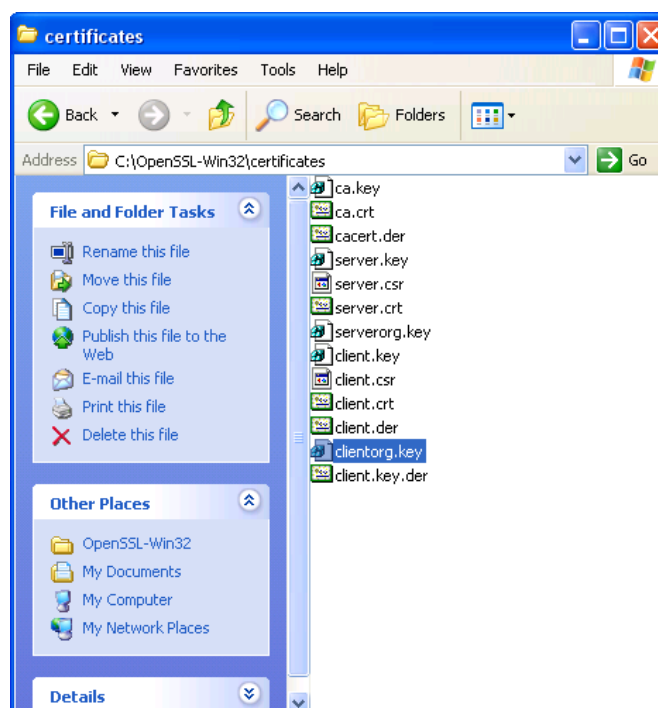 certificates
File Edit View Favorites Tools Help
Back Search Folders
Address C:\OpenSSL-Win32\certificates Go
File and Folder Tasks
Rename this file
Move this file
Copy this file
Publish this file to the
Web
E-mail this file
Print this file
Delete this file
Other Places
OpenSSL-Win32
My Documents
My Computer
My Network Places
Details
ca.key
ca.crt
cacert.der
server.key
server.csr
server.crt
serverorg.key
client.key
client.csr
client.crt
client.der
clientorg.key
client.key.der